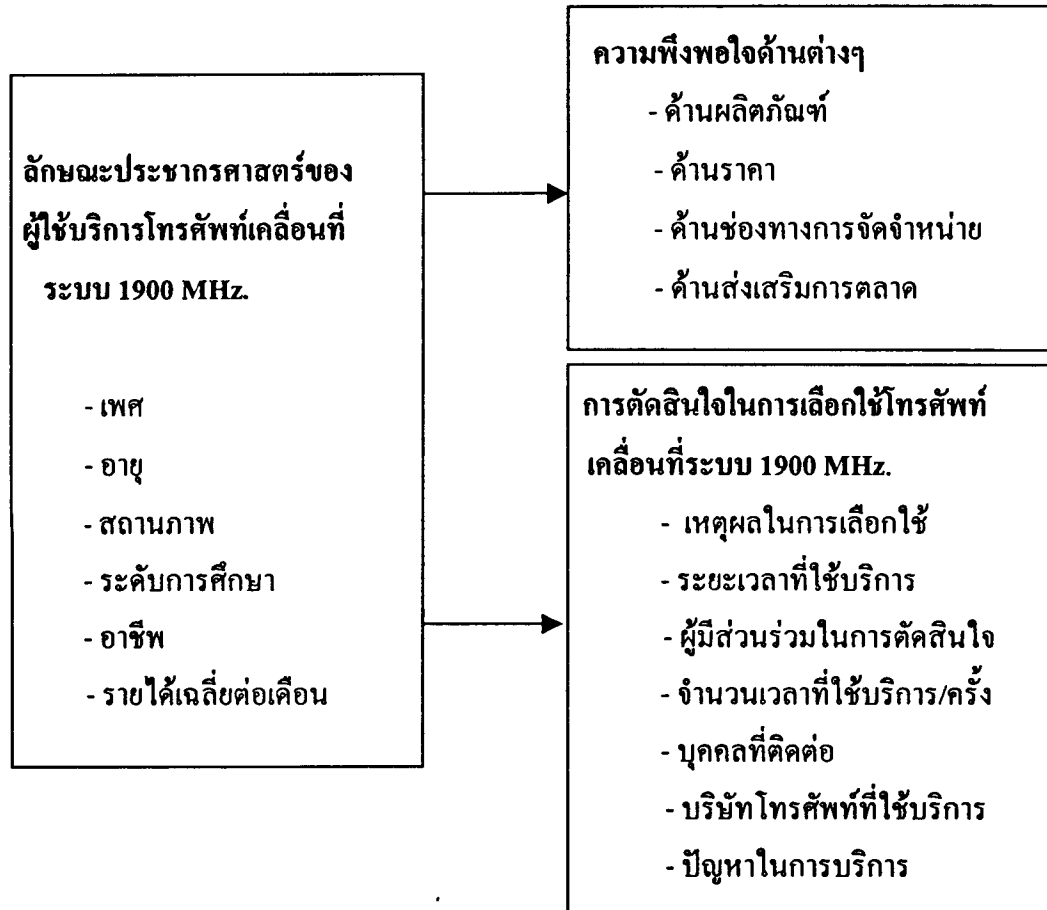 ลักษณะประชากรศาสตร์ของ
ผู้ใช้บริการโทรศัพท์เคลื่อนที่
ระบบ 1900 MHz.
- เพศ
- อายุ
- สถานภาพ
- ระดับการศึกษา
- อาชีพ
- รายได้เฉลี่ยต่อเดือน
ความพึงพอใจด้านต่างๆ
- ด้านผลิตภัณฑ์
- ด้านราคา
- ด้านช่องทางการจัดจำหน่าย
- ด้านส่งเสริมการตลาด
การตัดสินใจในการเลือกใช้โทรศัพท์
เคลื่อนที่ระบบ 1900 MHz.
- เหตุผลในการเลือกใช้
- ระยะเวลาที่ใช้บริการ
- ผู้มีส่วนร่วมในการตัดสินใจ
- จำนวนเวลาที่ใช้บริการ/ครั้ง
- บุคคลที่ติดต่อ
- บริษัทโทรศัพท์ที่ใช้บริการ
- ปัญหาในการบริการ